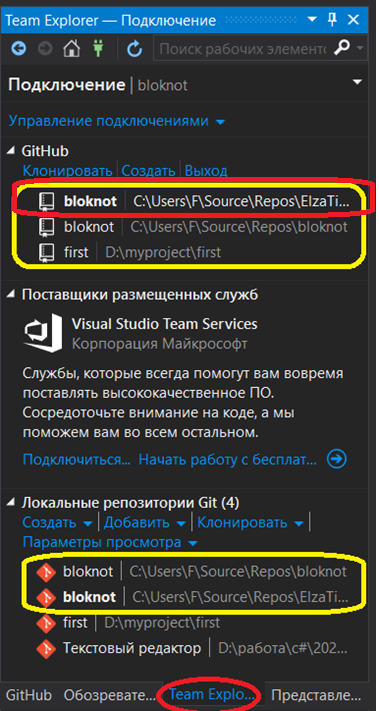 Team Explorer — Подключение
Поиск рабочих элементо
Подключение | bloknot
Управление подключениями
GitHub
Клонировать | Создать | Выход
bloknot | C:\Users\F\Source\Repos\ElzaTi...
bloknot | C:\Users\F\Source\Repos\bloknot
first | D:\myproject\first
Поставщики размещенных служб
Visual Studio Team Services
Корпорация Майкрософт
Службы, которые всегда помогут вам вовремя
поставлять высококачественное ПО.
Сосредоточьте внимание на коде, а мы
поможем вам во всем остальном.
Подключиться... Начать работу с бесплат...
Локальные репозитории Git (4)
Создать | Добавить | Клонировать |
Параметры просмотра
bloknot | C:\Users\F\Source\Repos\bloknot
bloknot | C:\Users\F\Source\Repos\ElzaTi...
first | D:\myproject\first
Текстовый редактор | D:\работа\c#\202...
GitHub Обозревате... Team Explo... Представле...